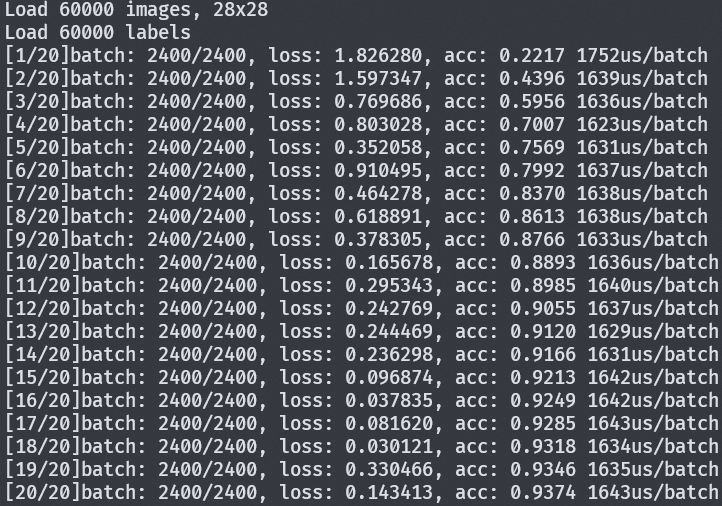 Load 60000 images, 28x28
Load 60000 labels
[1/20]batch: 2400/2400, loss: 1.826280, acc: 0.2217 1752us/batch
[2/20]batch: 2400/2400, loss: 1.597347, acc: 0.4396 1639us/batch
[3/20]batch: 2400/2400, loss: 0.769686, acc: 0.5956 1636us/batch
[4/20]batch: 2400/2400, loss: 0.803028, acc: 0.7007 1623us/batch
[5/20]batch: 2400/2400, loss: 0.352058, acc: 0.7569 1631us/batch
[6/20]batch: 2400/2400, loss: 0.910495, acc: 0.7992 1637us/batch
[7/20]batch: 2400/2400, loss: 0.464278, acc: 0.8370 1638us/batch
[8/20]batch: 2400/2400, loss: 0.618891, acc: 0.8613 1638us/batch
[9/20]batch: 2400/2400, loss: 0.378305, acc: 0.8766 1633us/batch
[10/20]batch: 2400/2400, loss: 0.165678, acc: 0.8893 1636us/batch
[11/20]batch: 2400/2400, loss: 0.295343, acc: 0.8985 1640us/batch
[12/20]batch: 2400/2400, loss: 0.242769, acc: 0.9055 1637us/batch
[13/20]batch: 2400/2400, loss: 0.244469, acc: 0.9120 1629us/batch
[14/20]batch: 2400/2400, loss: 0.236298, acc: 0.9166 1631us/batch
[15/20]batch: 2400/2400, loss: 0.096874, acc: 0.9213 1642us/batch
[16/20]batch: 2400/2400, loss: 0.037835, acc: 0.9249 1642us/batch
[17/20]batch: 2400/2400, loss: 0.081620, acc: 0.9285 1643us/batch
[18/20]batch: 2400/2400, loss: 0.030121, acc: 0.9318 1634us/batch
[19/20]batch: 2400/2400, loss: 0.330466, acc: 0.9346 1635us/batch
[20/20]batch: 2400/2400, loss: 0.143413, acc: 0.9374 1643us/batch